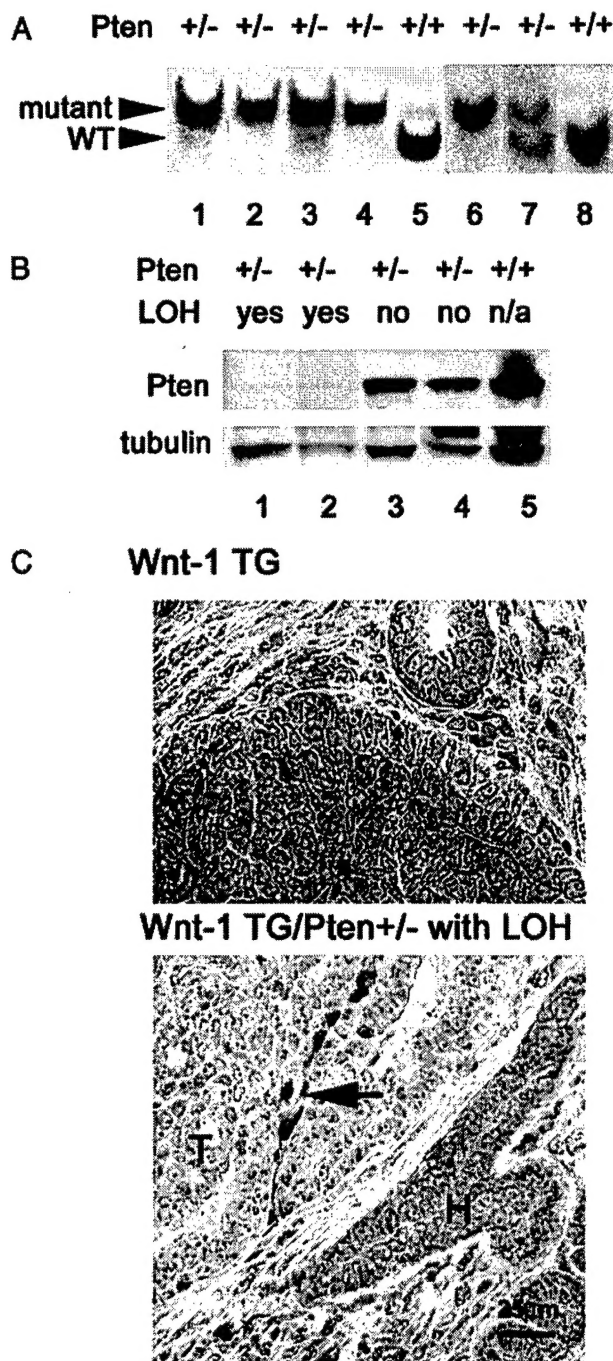 A Pten +/- +/- +/- +/- +/+ +/- +/- +/+
mutant
WT
1 2 3 4 5 6 7 8
B Pten +/- +/- +/- +/- +/+
LOH yes yes no no n/a
Pten
tubulin
1 2 3 4 5
C Wnt-1 TG
Wnt-1 TG/Pten+/- with LOH
T
H